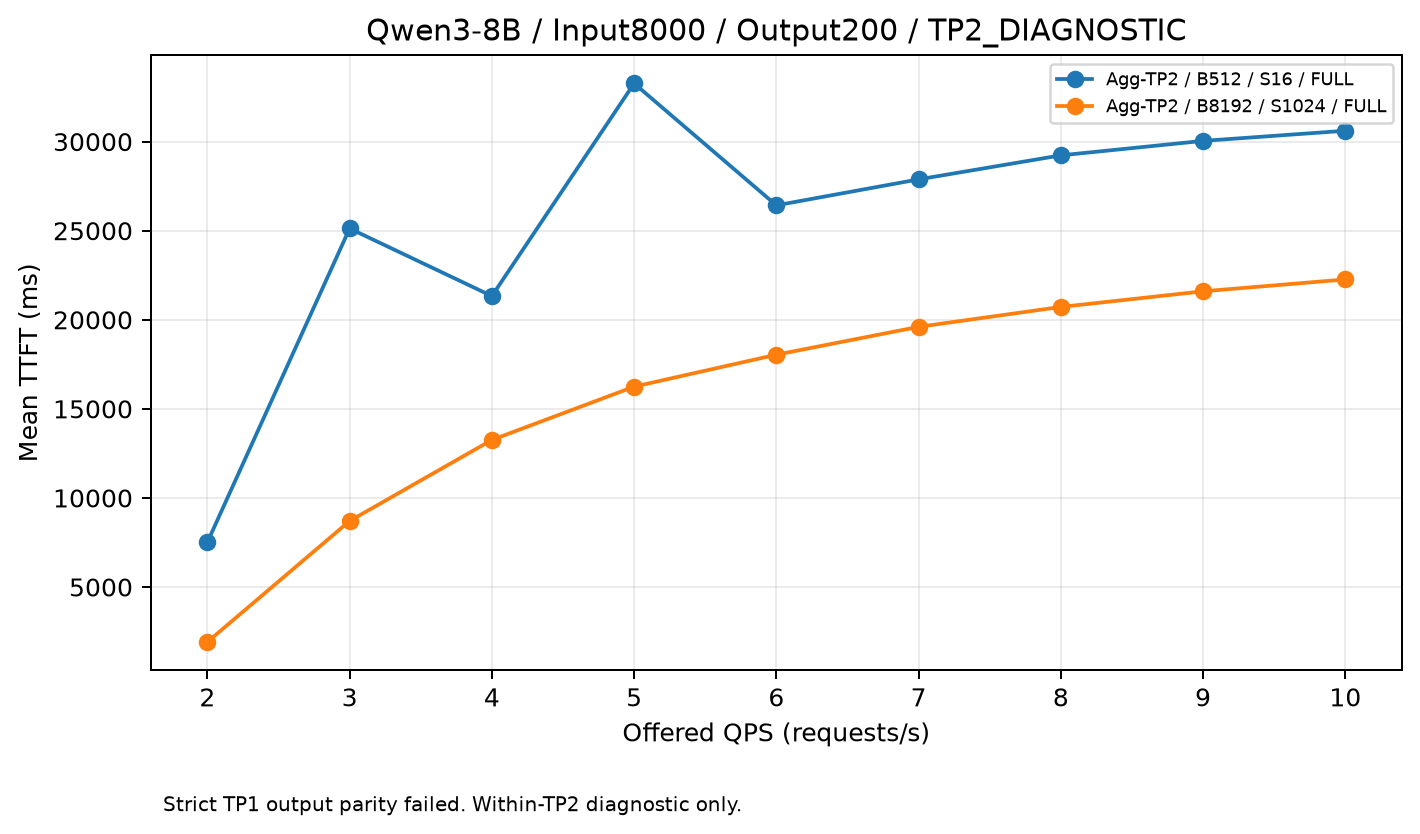 Qwen3-8B / Input8000 / Output200 / TP2_DIAGNOSTIC
Agg-TP2 / B512 / S16 / FULL
Agg-TP2 / B8192 / S1024 / FULL
Mean TTFT (ms)
30000
25000
20000
15000
10000
5000
2 3 4 5 6 7 8 9 10
Offered QPS (requests/s)
Strict TP1 output parity failed. Within-TP2 diagnostic only.